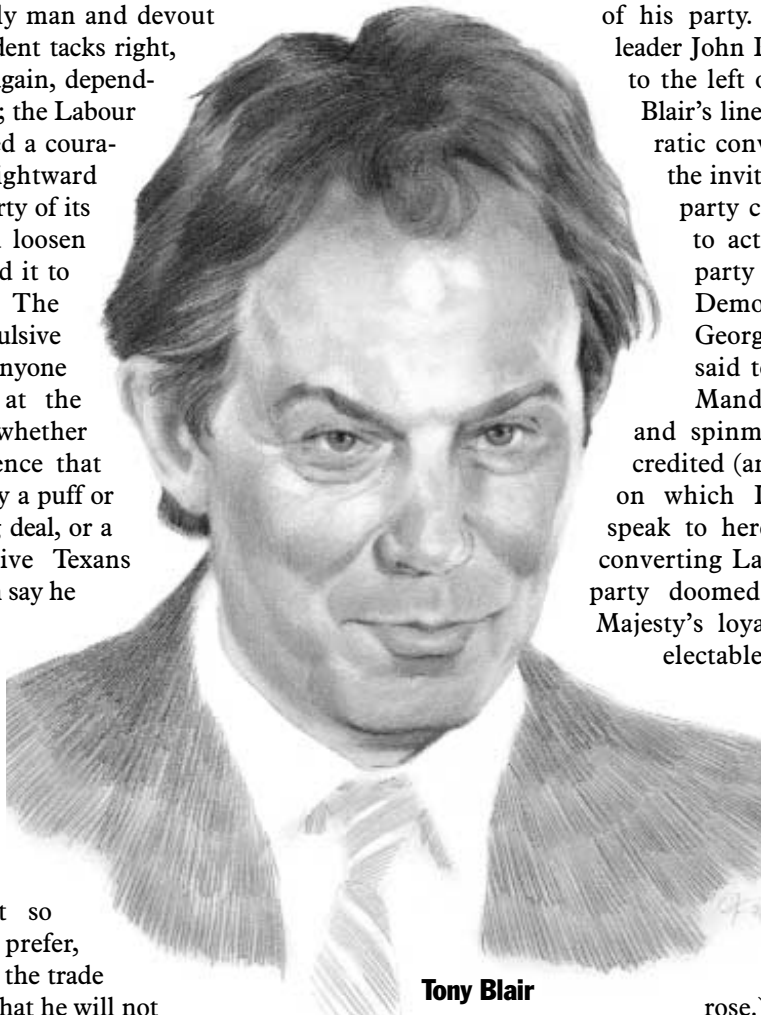 ly man and devout
dent tacks right,
again, depend-
; the Labour
ed a coura-
ightward
rty of its
loosen
d it to
The
ulsive
nyone
at the
whether
ence that
y a puff or
g deal, or a
ive Texans
say he
t so
prefer,
the trade
hat he will not
of his party.
leader John
to the left o
Blair's line
ratic conv
the invit
party c
to act
party
Demo
Georg
said to
Mand
and spinm
credited (an
on which
speak to her
converting La
party doomed
Majesty's loya
electable
rose.
Tony Blair